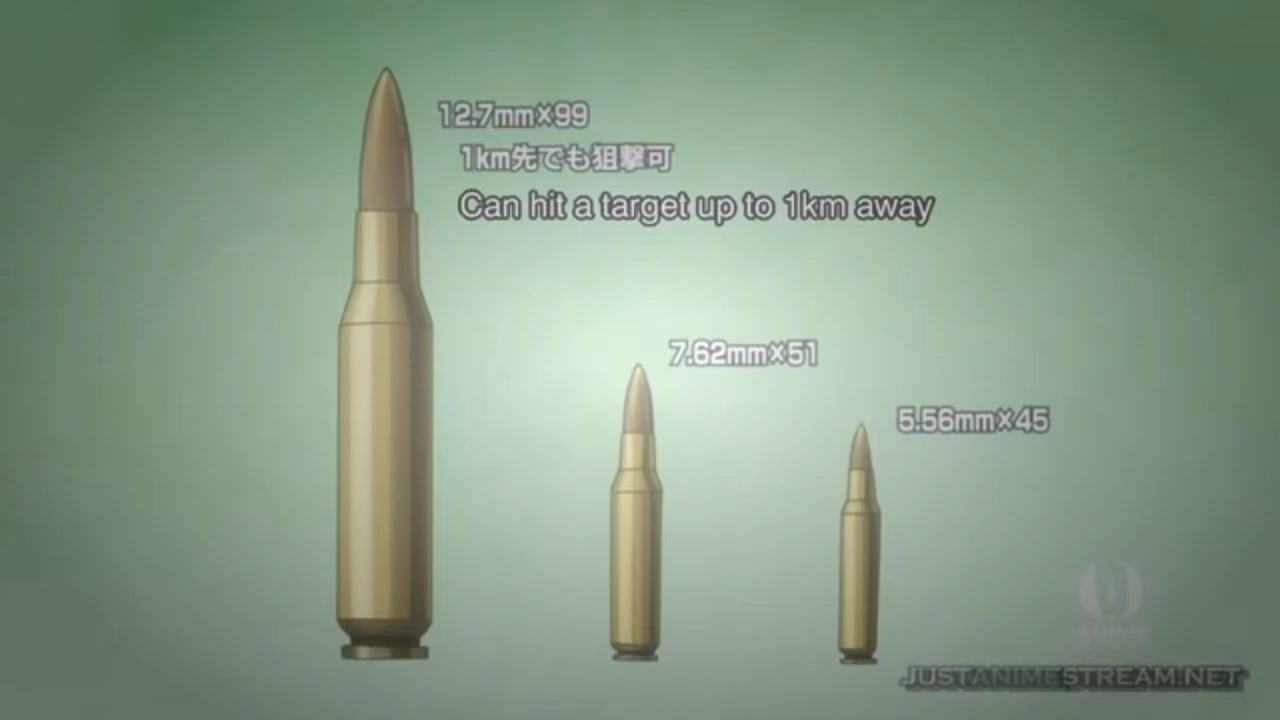 12.7mm×99
1km先でも狙撃可
Can hit a target up to 1km away
7.62mm×51
5.56mm×45
JUSTANIMESTREAM.NET